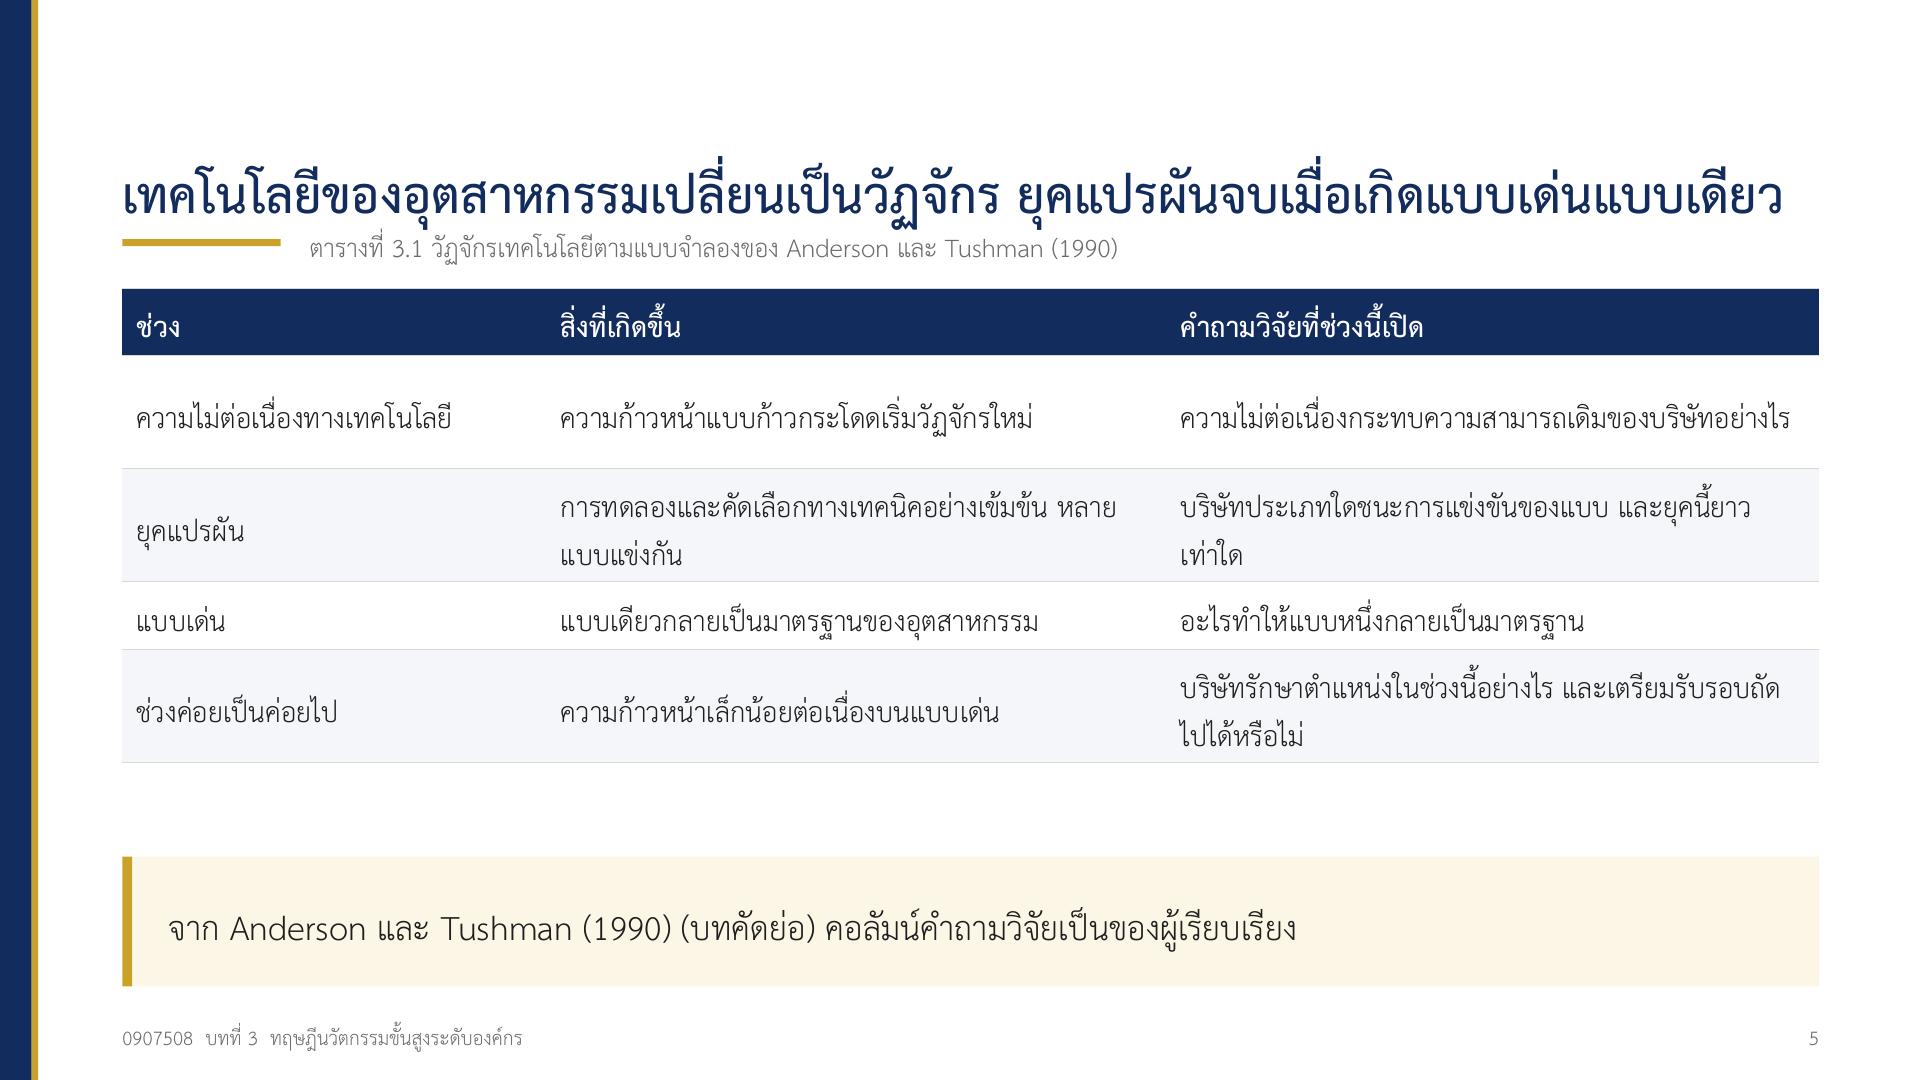 เทคโนโลยีของอุตสาหกรรมเปลี่ยนเป็นวัฏจักร ยุคแปรผันจบเมื่อเกิดแบบเด่นแบบเดียว
ตารางที่ 3.1 วัฏจักรเทคโนโลยีตามแบบจำลองของ Anderson และ Tushman (1990)
ช่วง สิ่งที่เกิดขึ้น คำถามวิจัยที่ช่วงนี้เปิด
ความไม่ต่อเนื่องทางเทคโนโลยี ความก้าวหน้าแบบก้าวกระโดดเริ่มวัฏจักรใหม่ ความไม่ต่อเนื่องกระทบความสามารถเดิมของบริษัทอย่างไร
ยุคแปรผัน การทดลองและคัดเลือกทางเทคนิคอย่างเข้มข้น หลาย
แบบแข่งกัน บริษัทประเภทใดชนะการแข่งขันของแบบ และยุคนี้ยาว
เท่าใด
แบบเด่น แบบเดียวกลายเป็นมาตรฐานของอุตสาหกรรม อะไรทำให้แบบหนึ่งกลายเป็นมาตรฐาน
ช่วงค่อยเป็นค่อยไป ความก้าวหน้าเล็กน้อยต่อเนื่องบนแบบเด่น บริษัทรักษาตำแหน่งในช่วงนี้อย่างไร และเตรียมรับรอบถัด
ไปได้หรือไม่
จาก Anderson และ Tushman (1990) (บทคัดย่อ) คอลัมน์คำถามวิจัยเป็นของผู้เรียบเรียง
0907508 บทที่ 3 ทฤษฎีนวัตกรรมขั้นสูงระดับองค์กร 5